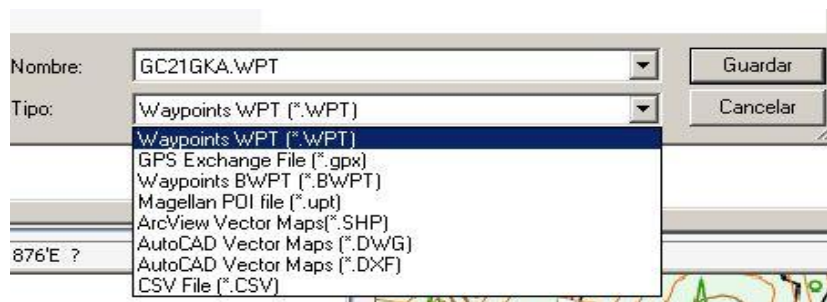 Nombre: GC21GKA.WPT Guardar
Tipo: Waypoints WPT (*.WPT) Cancelar
Waypoints WPT (*.WPT)
GPS Exchange File (*.gpx)
Waypoints BWPT (*.BWPT)
Magellan POI file (*.upt)
ArcView Vector Maps(*.SHP)
AutoCAD Vector Maps (*.DWG)
876'E ?
AutoCAD Vector Maps (*.DXF)
CSV File (*.CSV)